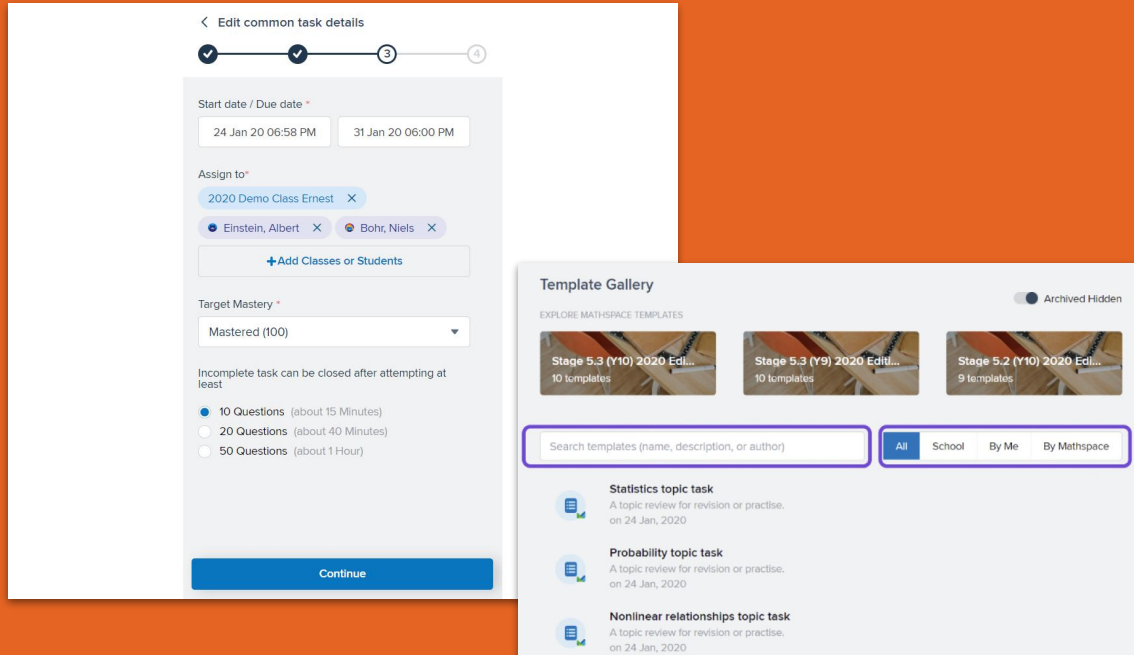 Edit common task details
3
4
Start date / Due date *
24 Jan 20 06:58 PM
31 Jan 20 06:00 PM
Assign to*
2020 Demo Class Ernest
Einstein, Albert
Bohr, Niels
+Add Classes or Students
Target Mastery *
Mastered (100)
Incomplete task can be closed after attempting at
least
10 Questions (about 15 Minutes)
20 Questions (about 40 Minutes)
50 Questions (about 1 Hour)
Continue
Template Gallery
Archived Hidden
EXPLORE MATHSPACE TEMPLATES
Stage 5.3 (Y10) 2020 Edi...
10 templates
Stage 5.3 (Y9) 2020 Editi...
10 templates
Stage 5.2 (Y10) 2020 Edi...
9 templates
Search templates (name, description, or author)
All
School
By Me
By Mathspace
Statistics topic task
A topic review for revision or practise.
on 24 Jan, 2020
Probability topic task
A topic review for revision or practise.
on 24 Jan, 2020
Nonlinear relationships topic task
A topic review for revision or practise.
on 24 Jan, 2020